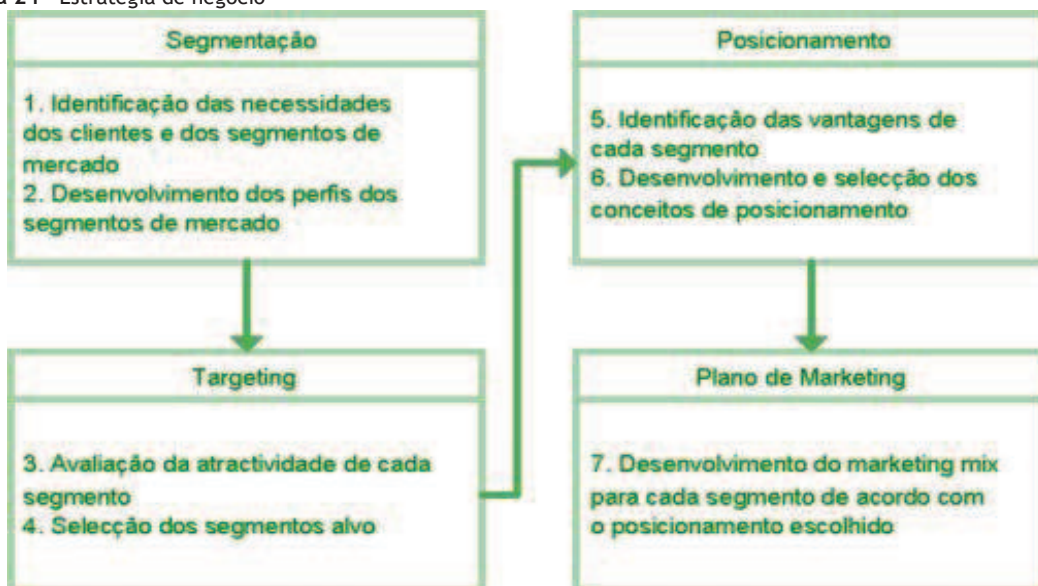 Segmentação
1. Identificação das necessidades
dos clientes e dos segmentos de
mercado
2. Desenvolvimento dos perfis dos
segmentos de mercado
Targeting
3. Avaliação da atractividade de cada
segmento
4. Selecção dos segmentos alvo
Posicionamento
5. Identificação das vantagens de
cada segmento
6. Desenvolvimento e selecção dos
conceitos de posicionamento
Plano de Marketing
7. Desenvolvimento do marketing mix
para cada segmento de acordo com
o posicionamento escolhido